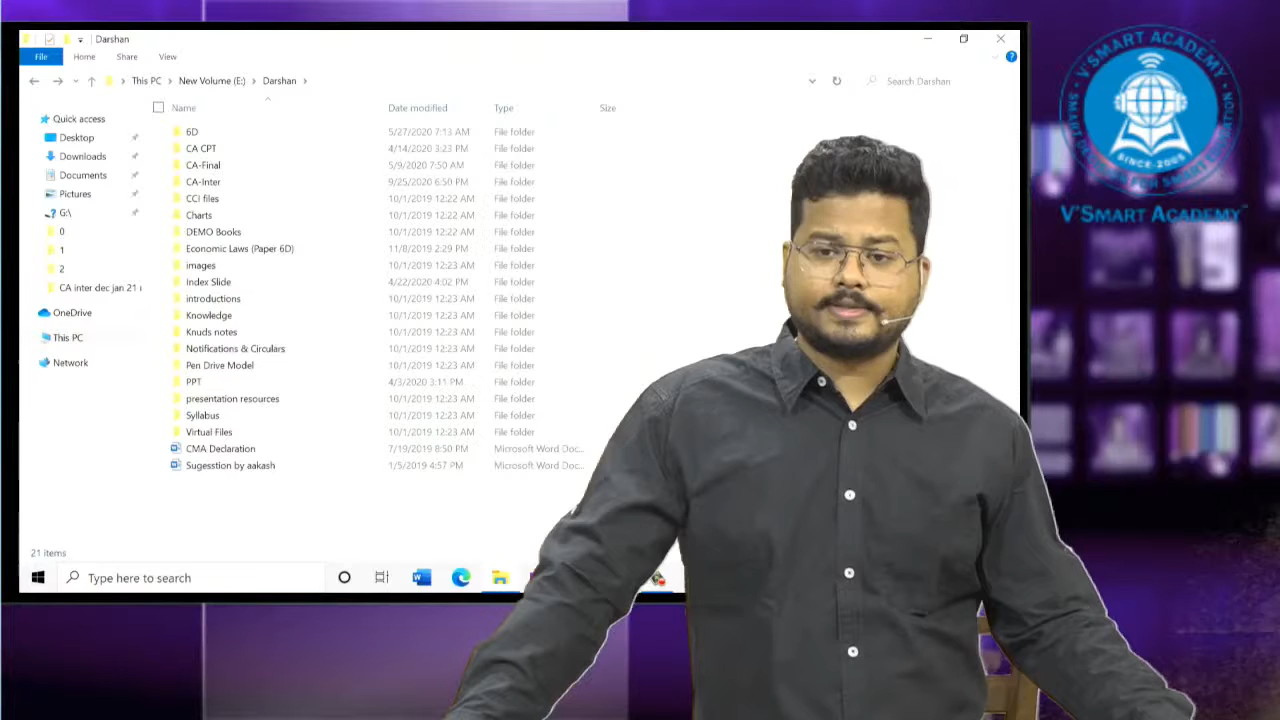 Darshan
File Home Share View
This PC New Volume (E:) Darshan
Search Darshan
Name Date modified Type Size
Quick access
Desktop
Downloads
Documents
Pictures
G:\
0
1
2
CA inter dec jan 21
OneDrive
This PC
Network
6D 5/27/2020 7:13 AM File folder
CA CPT 4/14/2020 3:23 PM File folder
CA-Final 5/9/2020 7:50 AM File folder
CA-Inter 9/25/2020 6:50 PM File folder
CCI files 10/1/2019 12:22 AM File folder
Charts 10/1/2019 12:22 AM File folder
DEMO Books 10/1/2019 12:22 AM File folder
Economic Laws (Paper 6D) 11/8/2019 2:29 PM File folder
images 10/1/2019 12:23 AM File folder
Index Slide 4/22/2020 4:02 PM File folder
introductions 10/1/2019 12:23 AM File folder
Knowledge 10/1/2019 12:23 AM File folder
Knuds notes 10/1/2019 12:23 AM File folder
Notifications & Circulars 10/1/2019 12:23 AM File folder
Pen Drive Model 10/1/2019 12:23 AM File folder
PPT 4/3/2020 3:11 PM File folder
presentation resources 10/1/2019 12:23 AM File folder
Syllabus 10/1/2019 12:23 AM File folder
Virtual Files 10/1/2019 12:23 AM File folder
CMA Declaration 7/19/2019 8:50 PM Microsoft Word Doc...
Sugesstion by aakash 1/5/2019 4:57 PM Microsoft Word Doc...
21 items
Type here to search
V'SMART ACADEMY
SINCE-2005
V'SMART ACADEMY